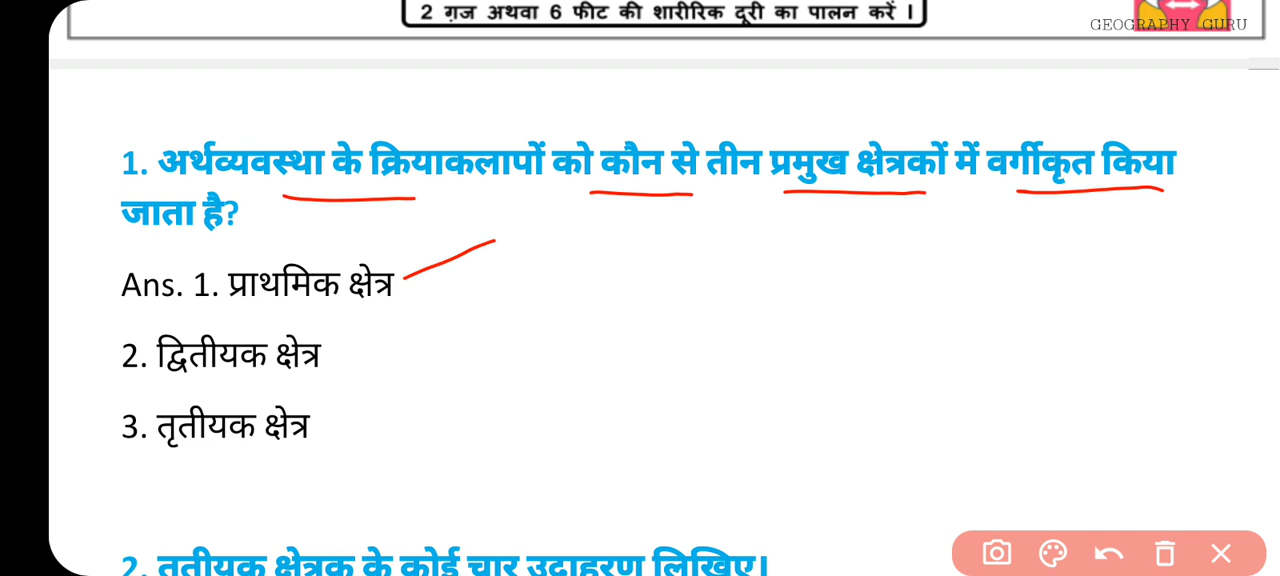 2 ग़ज अथवा 6 फीट की शारीरिक दूरी का पालन करें ।
GEOGRAPHY GURU
1. अर्थव्यवस्था के क्रियाकलापों को कौन से तीन प्रमुख क्षेत्रकों में वर्गीकृत किया
जाता है?
Ans. 1. प्राथमिक क्षेत्र
2. द्वितीयक क्षेत्र
3. तृतीयक क्षेत्र
2. तृतीयक क्षेत्रक के कोई चार उदाहरण लिखिए।